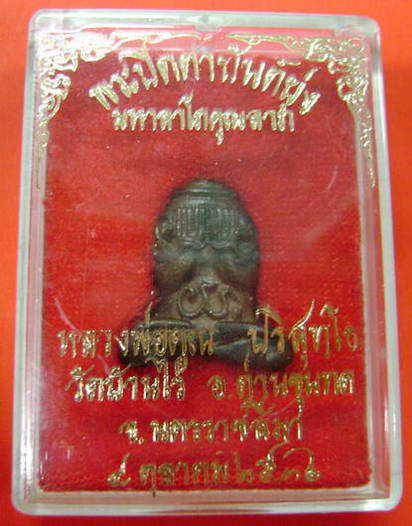 พระปิดตายันต์ยุ่ง
มหาลาโภคูณลาภ
หลวงพ่อคูณ ปริสุทโธ
วัดบ้านไร่ อ.ด่านขุนทด
จ.นครราชสีมา
๔ ตุลาคม ๒๕๓๖